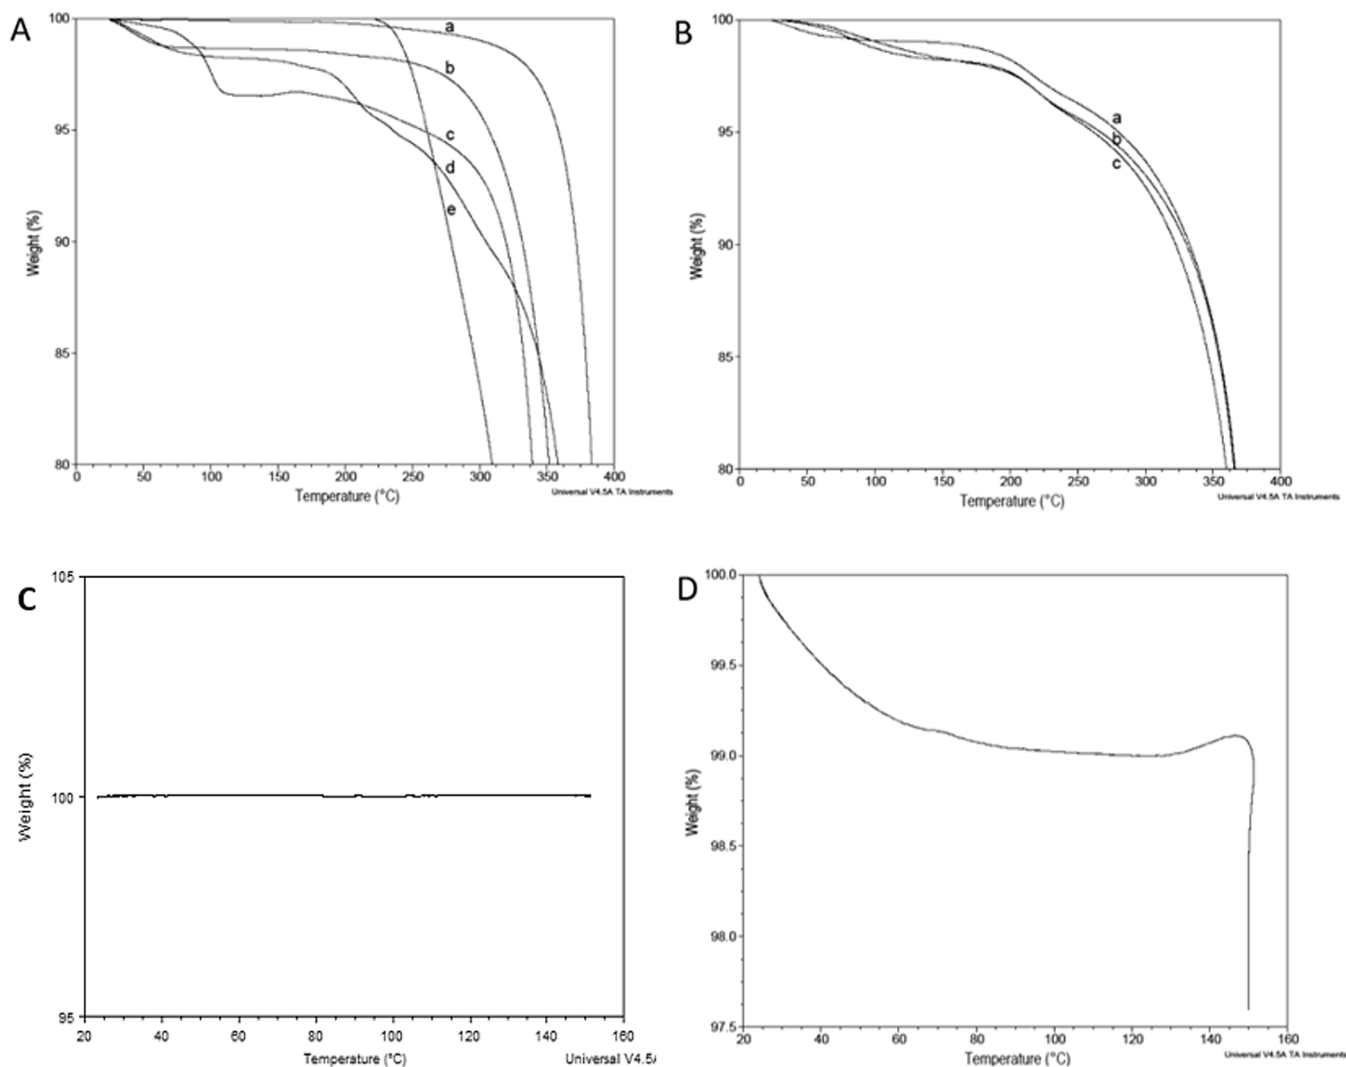 A
100
95
90
85
80
Weight (%)
a
b
c
d
e
0 50 100 150 200 250 300 350 400
Temperature (°C)
Universal V4.5A TA Instruments
B
100
95
90
85
80
Weight (%)
a
b
c
0 50 100 150 200 250 300 350 400
Temperature (°C)
Universal V4.5A TA Instruments
C
105
100
95
Weight (%)
20 40 60 80 100 120 140 160
Temperature (°C)
Universal V4.5A
D
100.0
99.5
99.0
98.5
98.0
97.5
Weight (%)
20 40 60 80 100 120 140 160
Temperature (°C)
Universal V4.5A TA Instruments